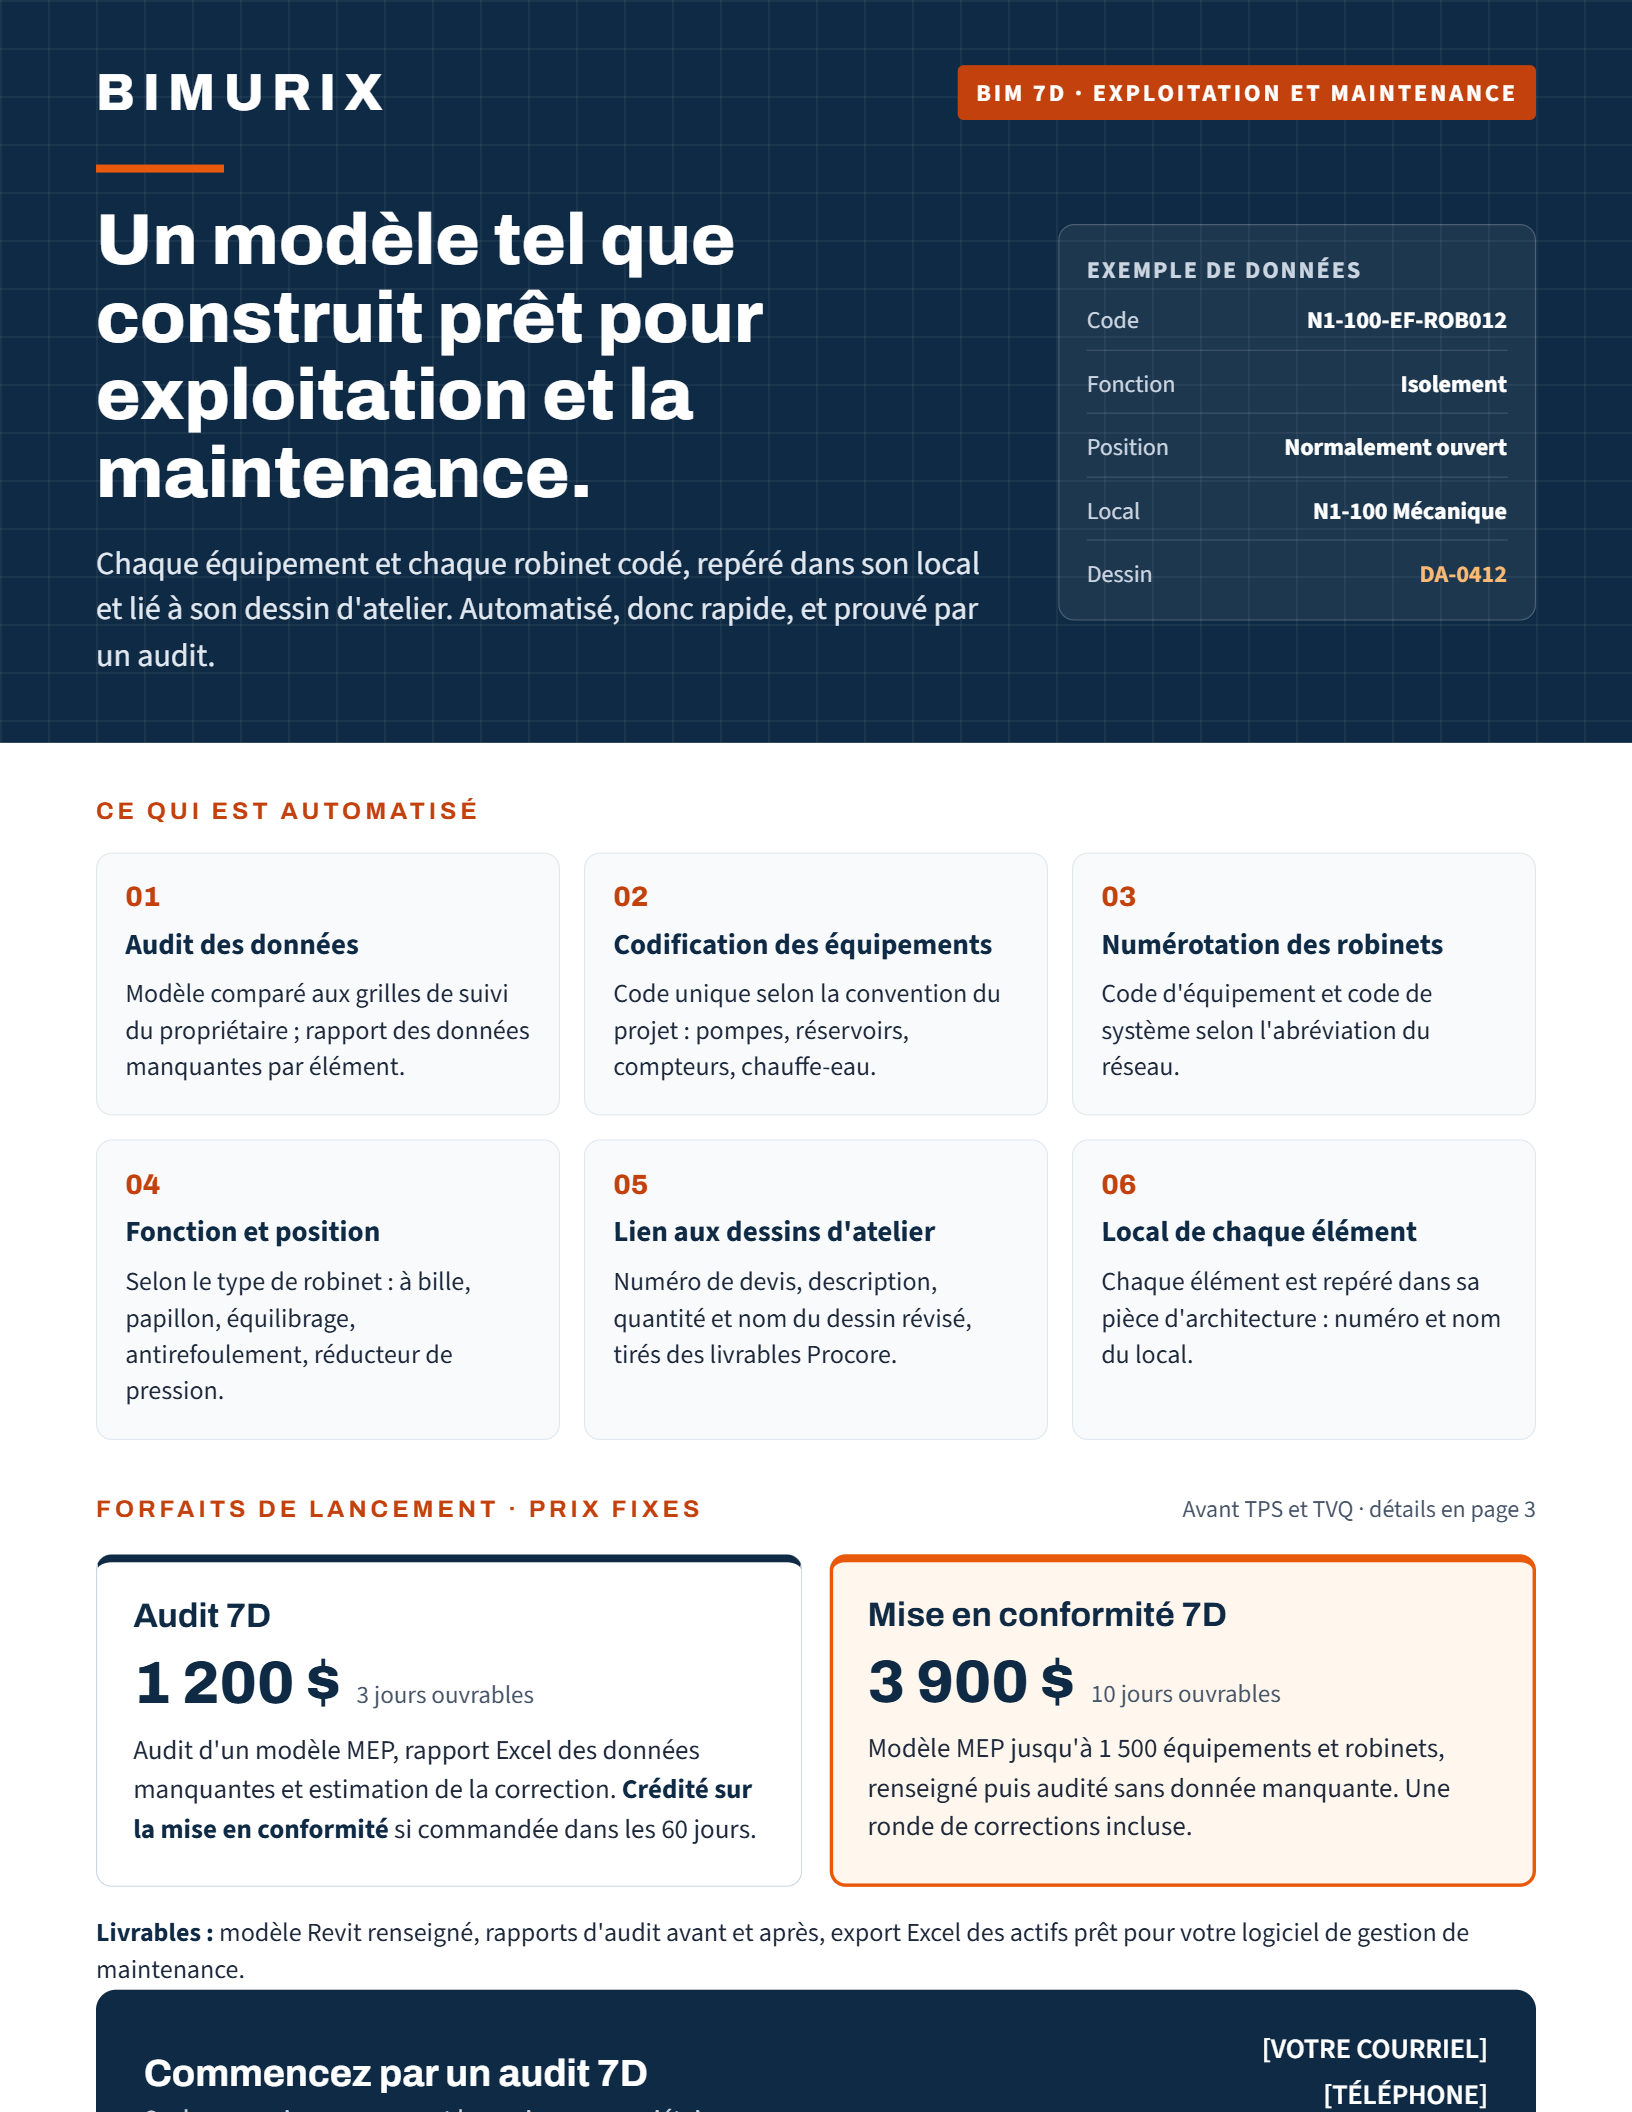 BIMURIX
BIM 7D · EXPLOITATION ET MAINTENANCE
Un modèle tel que
construit prêt pour
exploitation et la
maintenance.
Chaque équipement et chaque robinet codé, repéré dans son local
et lié à son dessin d'atelier. Automatisé, donc rapide, et prouvé par
un audit.
EXEMPLE DE DONNÉES
Code N1-100-EF-ROB012
Fonction Isolement
Position Normalement ouvert
Local N1-100 Mécanique
Dessin DA-0412
CE QUI EST AUTOMATISÉ
01
Audit des données
Modèle comparé aux grilles de suivi
du propriétaire ; rapport des données
manquantes par élément.
02
Codification des équipements
Code unique selon la convention du
projet : pompes, réservoirs,
compteurs, chauffe-eau.
03
Numérotation des robinets
Code d'équipement et code de
système selon l'abréviation du
réseau.
04
Fonction et position
Selon le type de robinet : à bille,
papillon, équilibrage,
antirefoulement, réducteur de
pression.
05
Lien aux dessins d'atelier
Numéro de devis, description,
quantité et nom du dessin révisé,
tirés des livrables Procore.
06
Local de chaque élément
Chaque élément est repéré dans sa
pièce d'architecture : numéro et nom
du local.
FORFAITS DE LANCEMENT · PRIX FIXES
Avant TPS et TVQ · détails en page 3
Audit 7D
1 200 $ 3 jours ouvrables
Audit d'un modèle MEP, rapport Excel des données
manquantes et estimation de la correction. Crédité sur
la mise en conformité si commandée dans les 60 jours.
Mise en conformité 7D
3 900 $ 10 jours ouvrables
Modèle MEP jusqu'à 1 500 équipements et robinets,
renseigné puis audité sans donnée manquante. Une
ronde de corrections incluse.
Livrables : modèle Revit renseigné, rapports d'audit avant et après, export Excel des actifs prêt pour votre logiciel de gestion de
maintenance.
Commencez par un audit 7D
[VOTRE COURRIEL]
[TÉLÉPHONE]